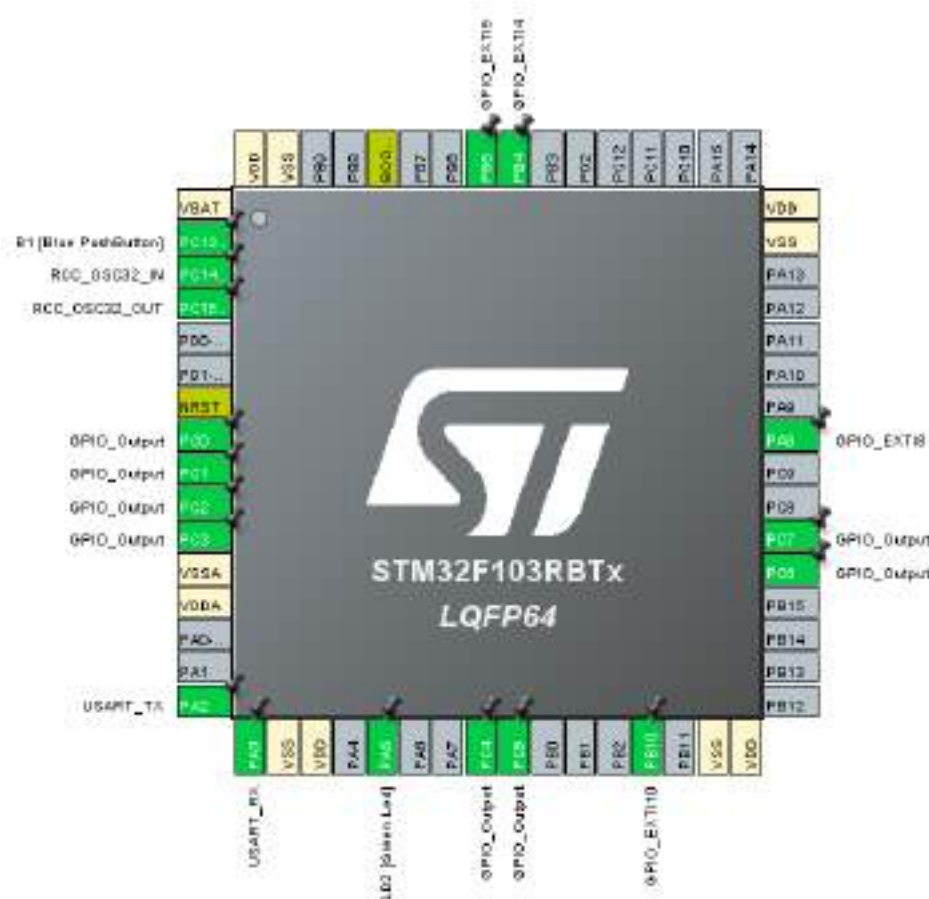 GPIO_EXTI5
GPIO_EXTI4
VDD
VSS
PB9
PB8
BOO...
PB7
PB6
PB5
PB4
PB3
PD2
PC12
PC11
PC10
PA15
PA14
VBAT
B1 [Blue PushButton]
PC13..
RCC_OSC32_IN
PC14..
RCC_OSC32_OUT
PC15..
PD0-..
PD1-..
NRST
GPIO_Output
PC0
GPIO_Output
PC1
GPIO_Output
PC2
GPIO_Output
PC3
VSSA
VDDA
PA0-..
PA1
USART_TX
PA2
VDD
VSS
PA13
PA12
PA11
PA10
PA9
PA8
GPIO_EXTI8
PC9
PC8
PC7
GPIO_Output
PC6
GPIO_Output
PB15
PB14
PB13
PB12
ST
STM32F103RBTx
LQFP64
PA3
VSS
VDD
PA4
PA5
PA6
PA7
PC4
PC5
PB0
PB1
PB2
PB10
PB11
VSS
VDD
USART_RX
LD2 [Green Led]
GPIO_Output
GPIO_Output
GPIO_EXTI10